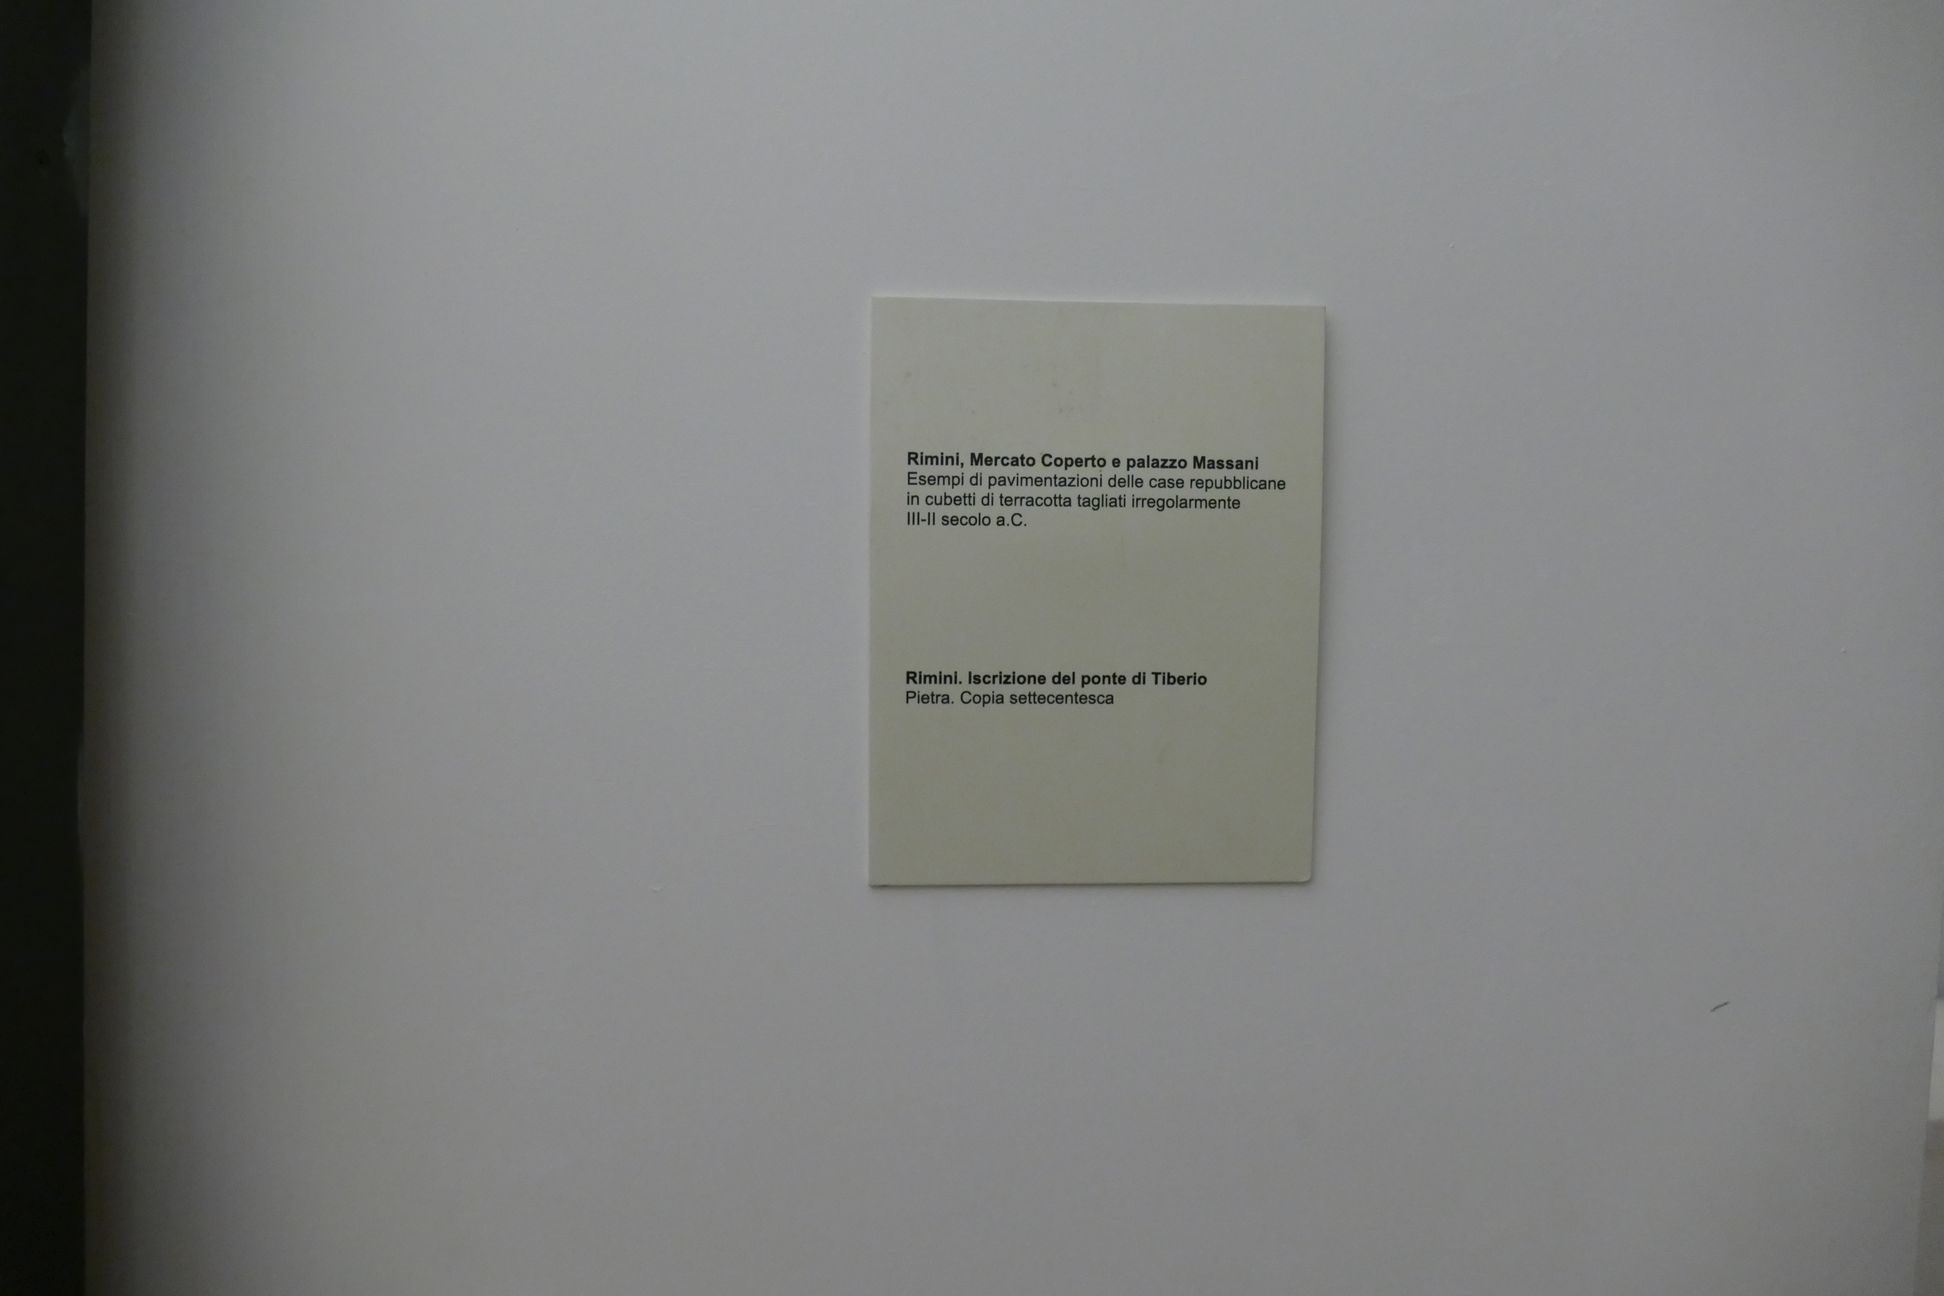 Rimini, Mercato Coperto e palazzo Massani
Esempi di pavimentazioni delle case repubblicane
in cubetti di terracotta tagliati irregolarmente
III-II secolo a.C.
Rimini. Iscrizione del ponte di Tiberio
Pietra. Copia settecentesca